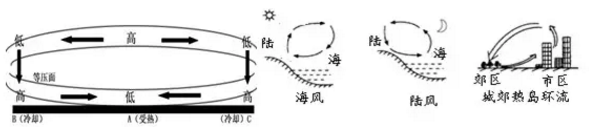 低 高 低
等压面
高 低 高
B(冷却) A(受热) (冷却)C
陆 海
海风
陆 海
陆风
郊区 市区
城郊热岛环流